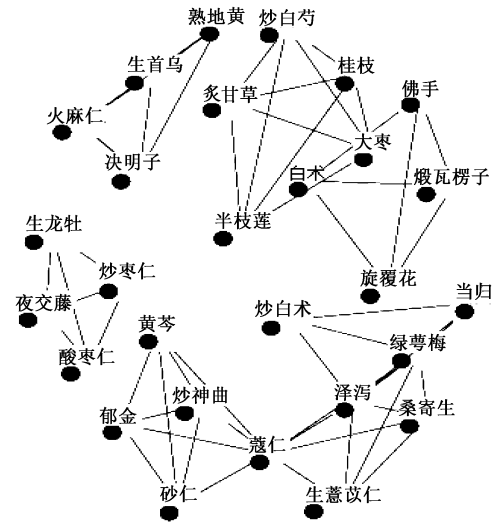 熟地黄
炒白芍
生首乌
桂枝
佛手
炙甘草
火麻仁
大枣
决明子
白术
煅瓦楞子
半枝莲
生龙牡
炒枣仁
旋覆花
当归
夜交藤
黄芩
炒白术
绿萼梅
酸枣仁
炒神曲
泽泻
郁金
桑寄生
蔻仁
砂仁
生薏苡仁